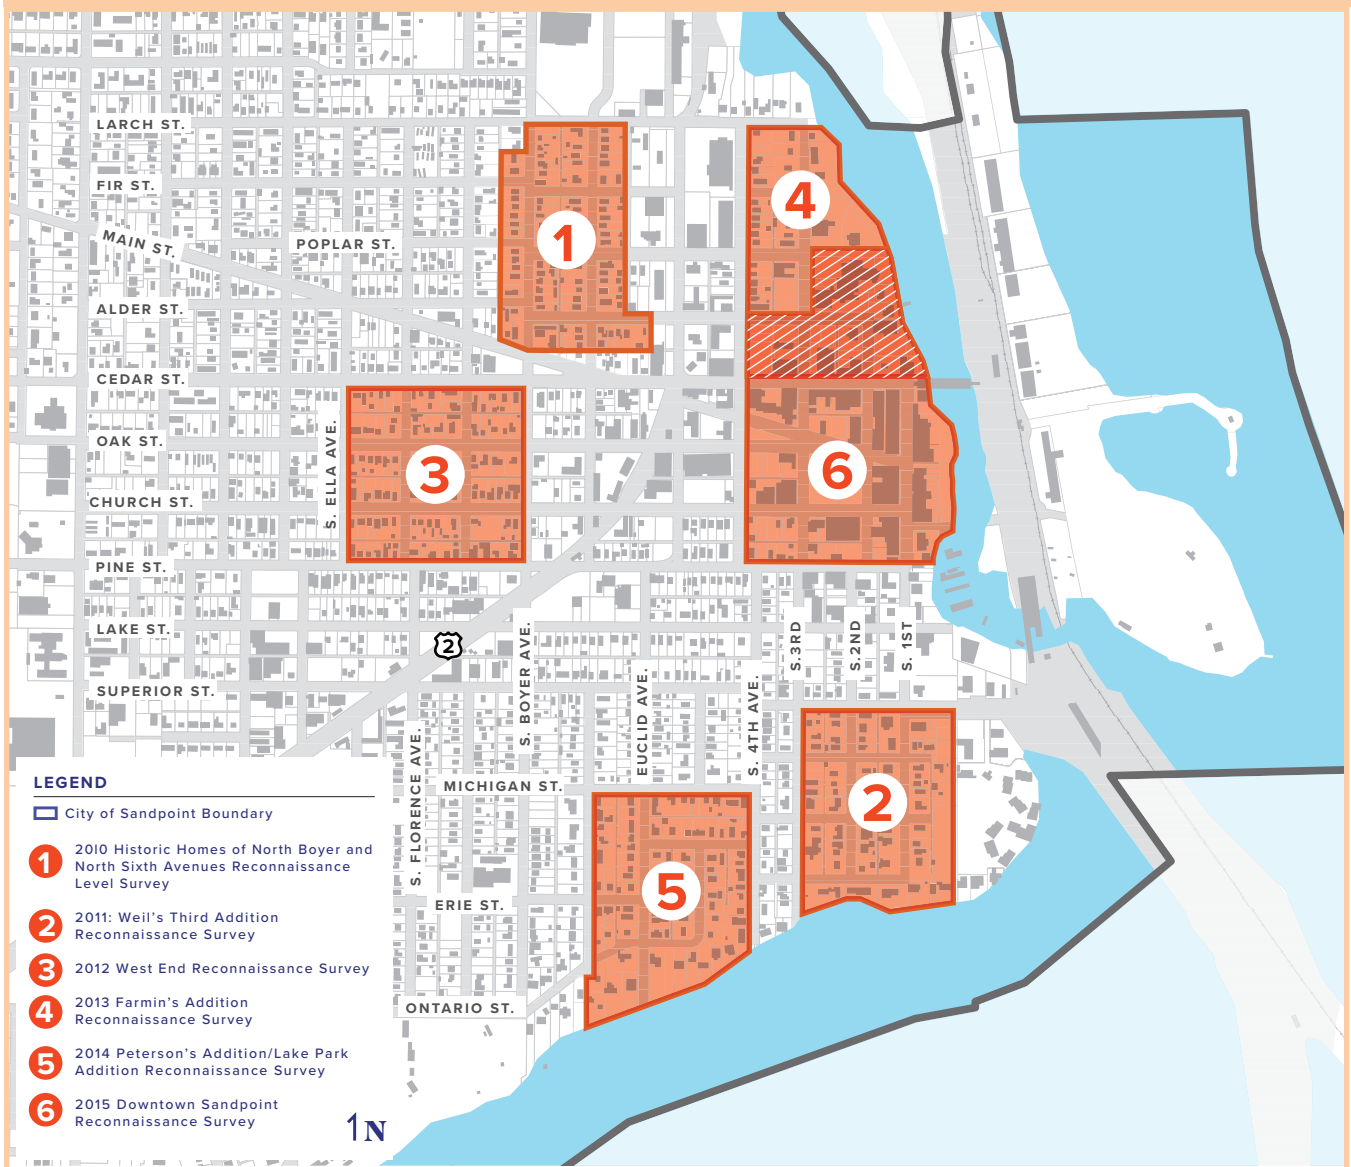 LARCH ST.
FIR ST.
MAIN ST.
POPLAR ST.
ALDER ST.
CEDAR ST.
OAK ST.
S. ELLA AVE.
CHURCH ST.
PINE ST.
LAKE ST.
SUPERIOR ST.
1
4
3
6
2
S. BOYER AVE.
S.3RD
S.2ND
S. 1ST
EUCLID AVE.
S. 4TH AVE.
S. FLORENCE AVE.
MICHIGAN ST.
2
5
ERIE ST.
ONTARIO ST.
LEGEND
City of Sandpoint Boundary
1
2010 Historic Homes of North Boyer and
North Sixth Avenues Reconnaissance
Level Survey
2
2011: Weil's Third Addition
Reconnaissance Survey
3
2012 West End Reconnaissance Survey
4
2013 Farmin's Addition
Reconnaissance Survey
5
2014 Peterson's Addition/Lake Park
Addition Reconnaissance Survey
6
2015 Downtown Sandpoint
Reconnaissance Survey
N